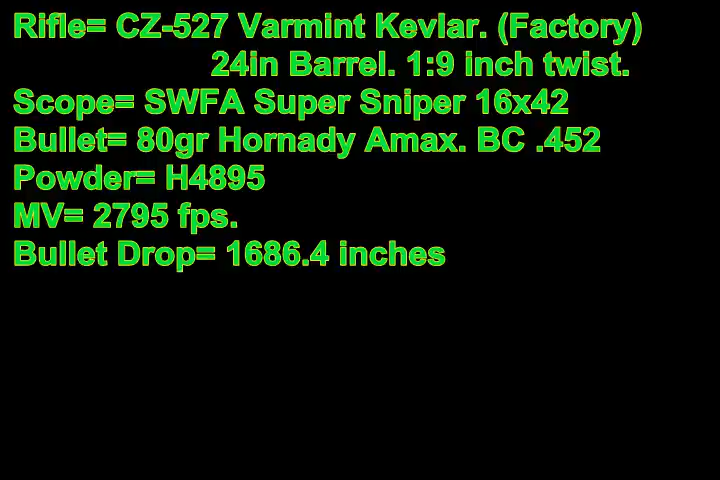 Rifle= CZ-527 Varmint Kevlar. (Factory)
24in Barrel. 1:9 inch twist.
Scope= SWFA Super Sniper 16x42
Bullet= 80gr Hornady Amax. BC .452
Powder= H4895
MV= 2795 fps.
Bullet Drop= 1686.4 inches